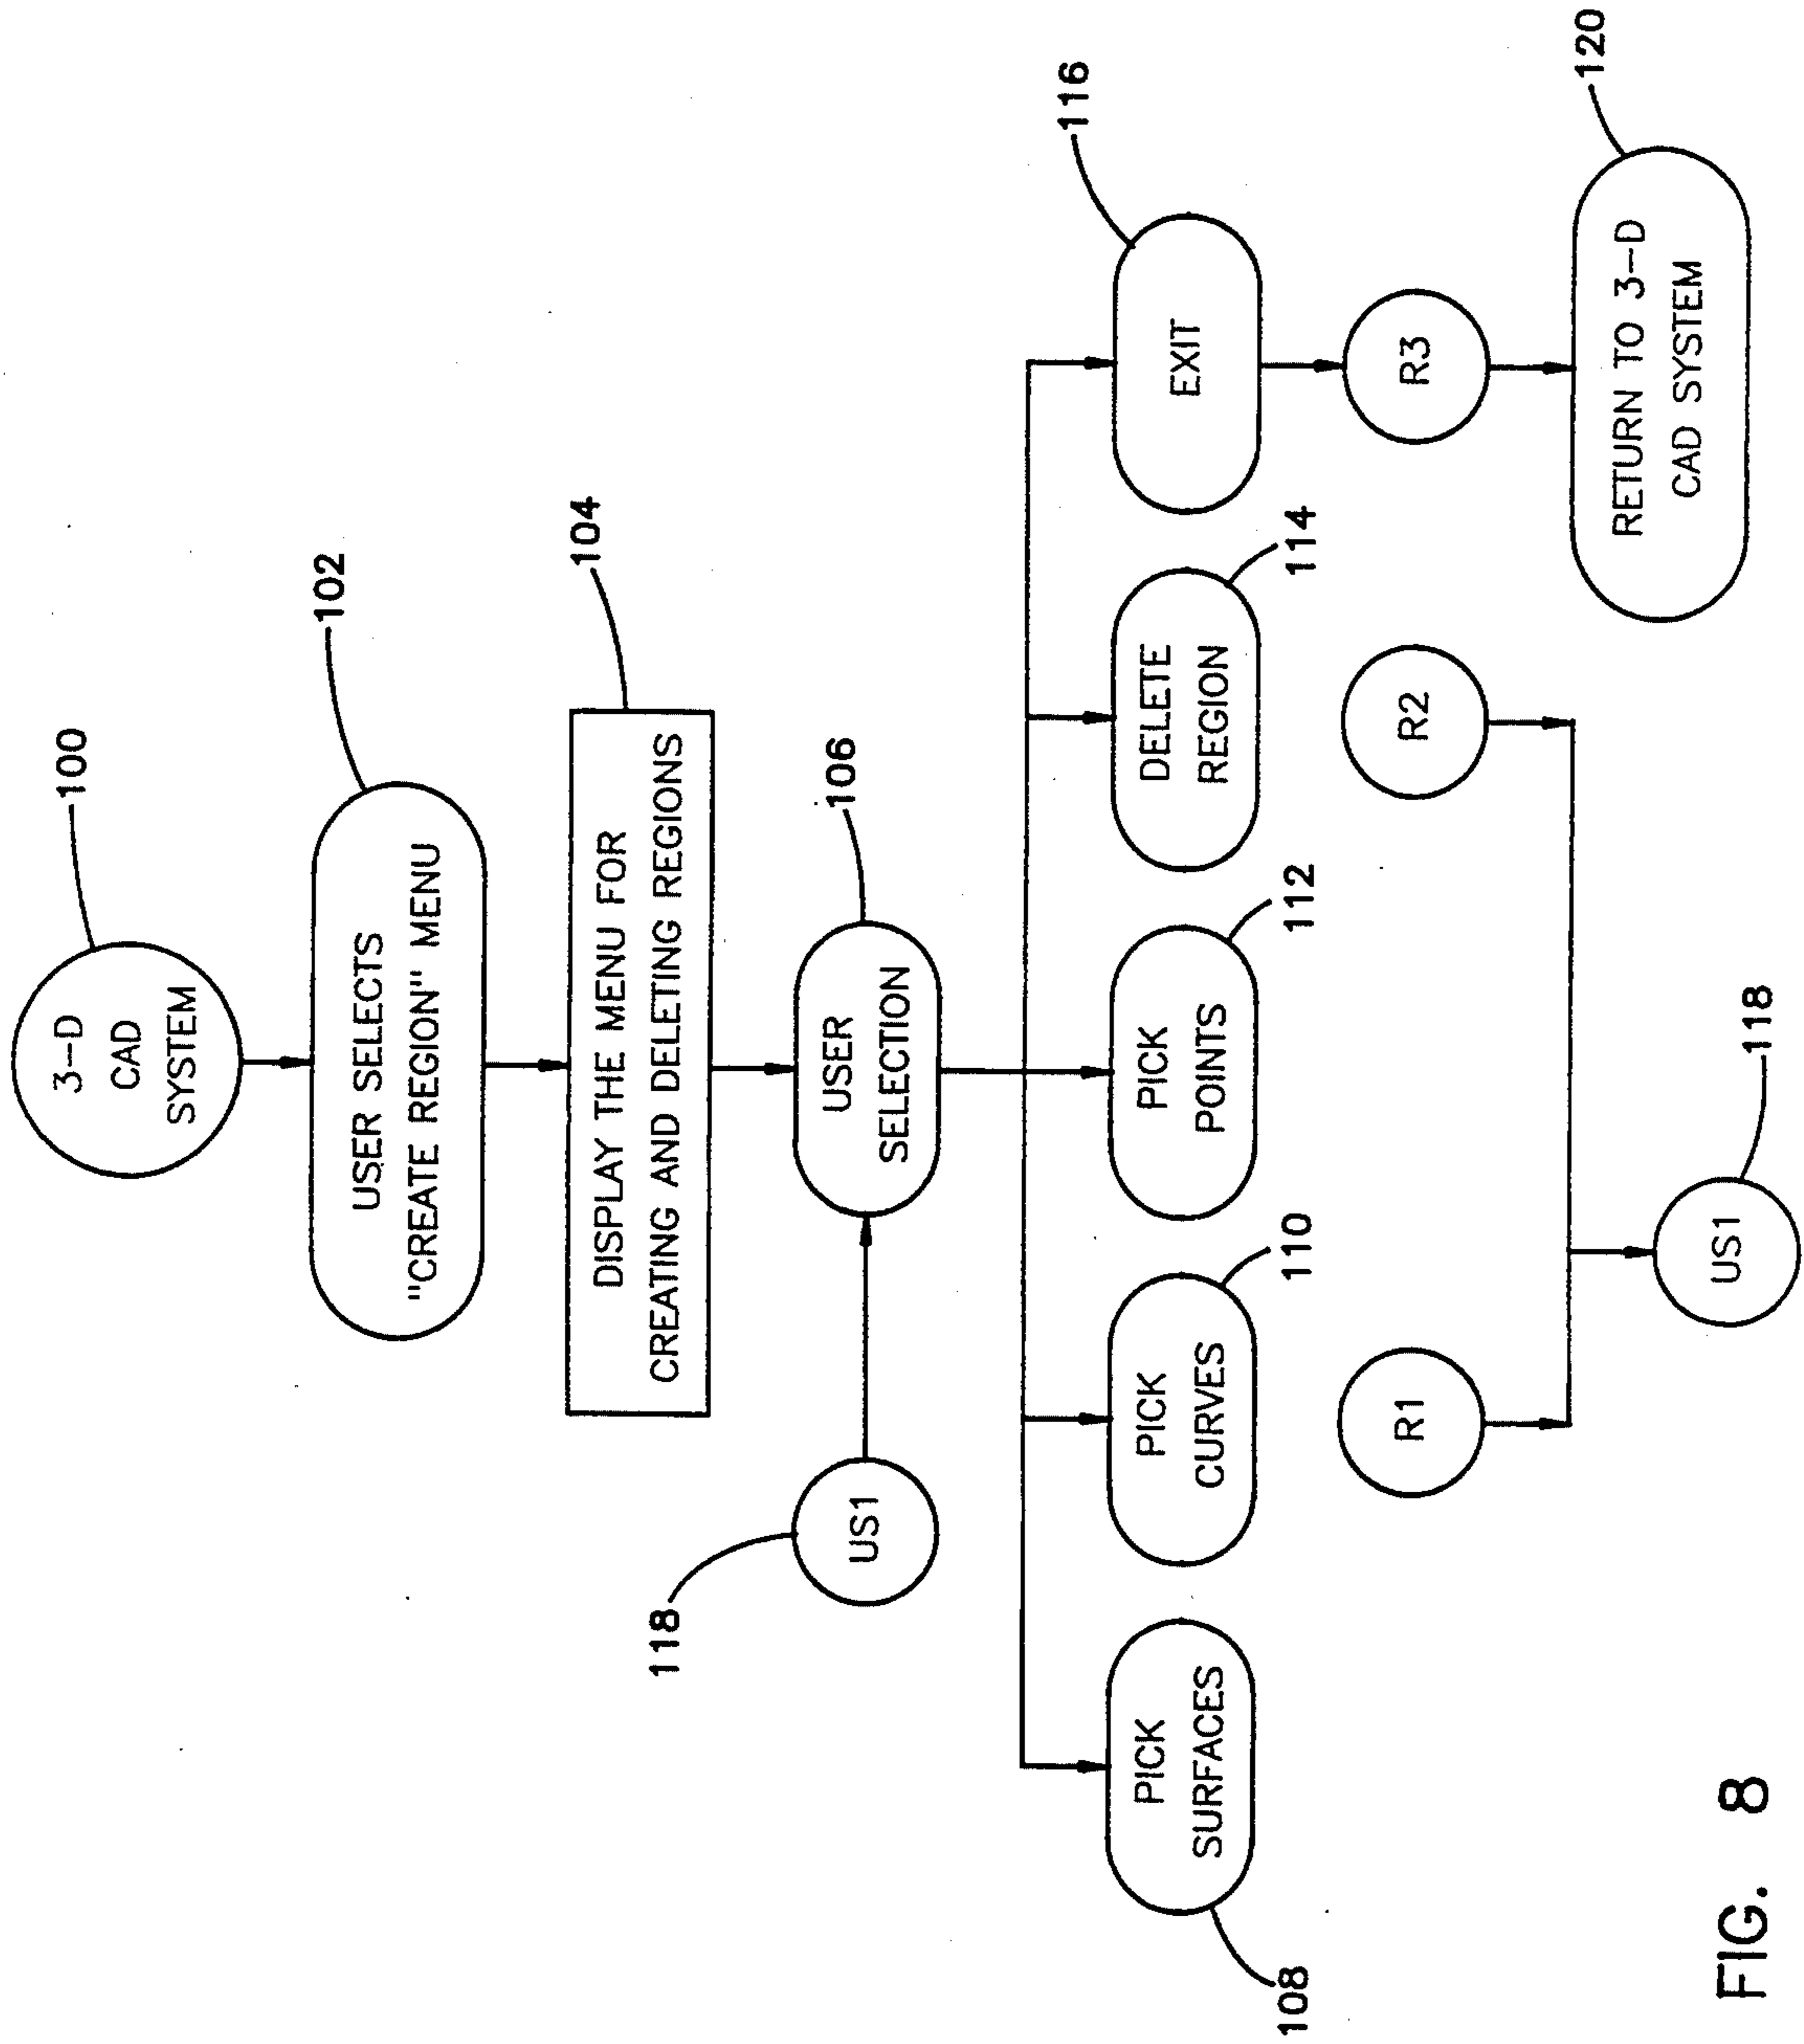 100
3-D
CAD
SYSTEM
102
USER SELECTS
"CREATE REGION" MENU
104
DISPLAY THE MENU FOR
CREATING AND DELETING REGIONS
106
USER
SELECTION
118
US1
116
PICK
SURFACES
PICK
CURVES
PICK
POINTS
DELETE
REGION
EXIT
108
110
112
114
R1
R2
R3
120
RETURN TO 3-D
CAD SYSTEM
118
US1
FIG. 8